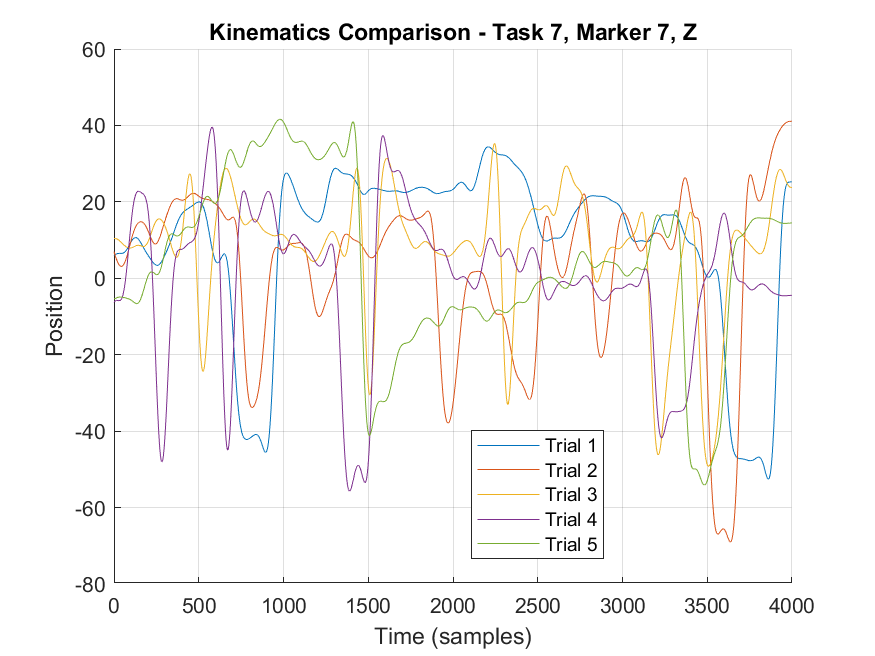 Kinematics Comparison - Task 7, Marker 7, Z
60
40
20
0
-20
-40
-60
-80
Position
Trial 1
Trial 2
Trial 3
Trial 4
Trial 5
0 500 1000 1500 2000 2500 3000 3500 4000
Time (samples)